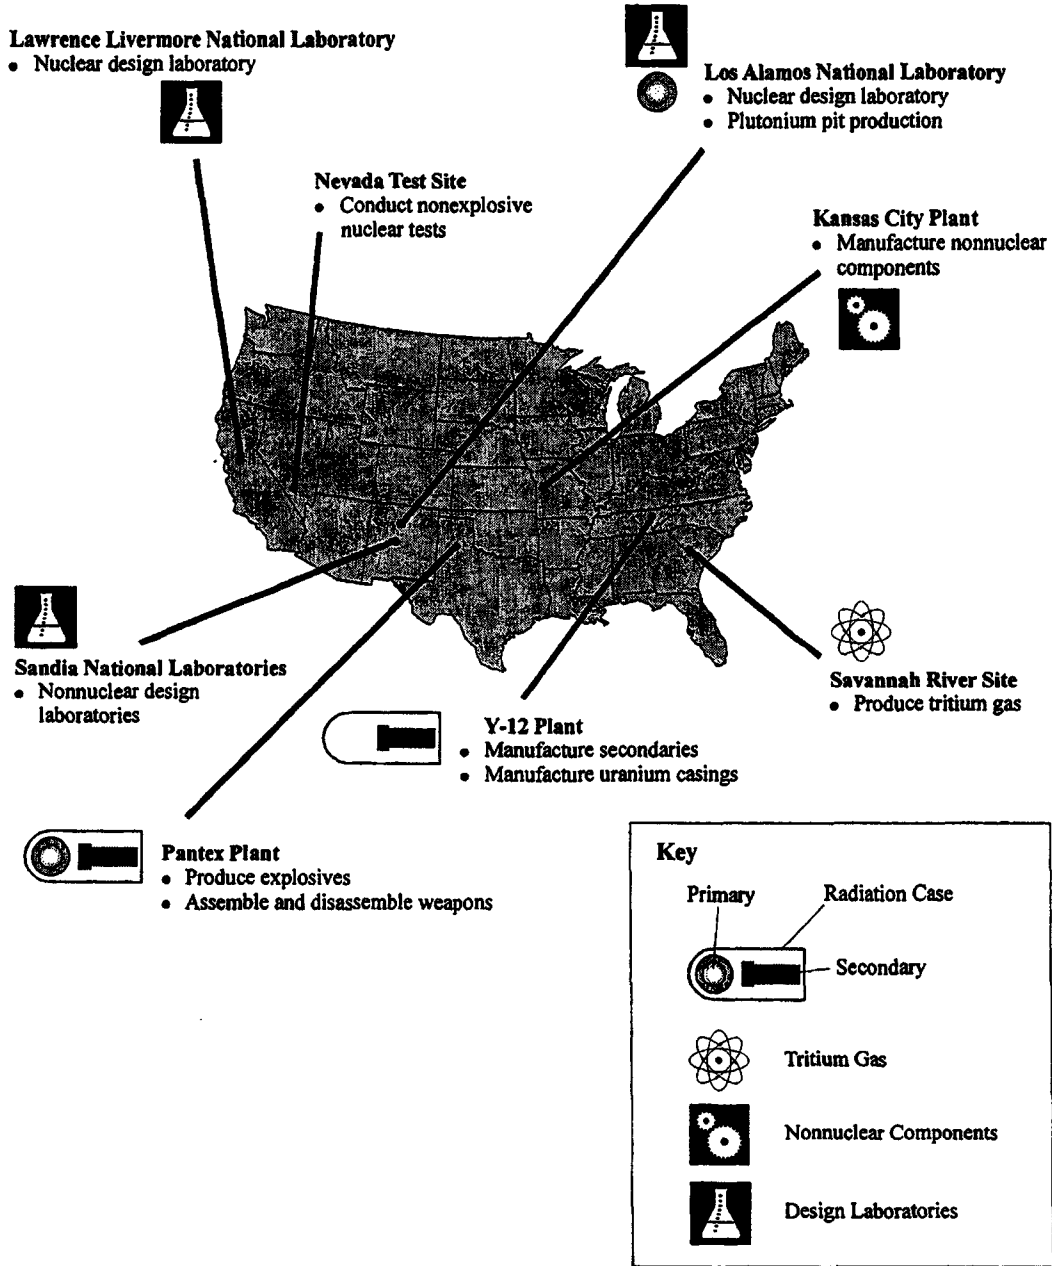 Lawrence Livermore National Laboratory
• Nuclear design laboratory
Los Alamos National Laboratory
• Nuclear design laboratory
• Plutonium pit production
Nevada Test Site
• Conduct nonexplosive
nuclear tests
Kansas City Plant
• Manufacture nonnuclear
components
Sandia National Laboratories
• Nonnuclear design
laboratories
Savannah River Site
• Produce tritium gas
Y-12 Plant
• Manufacture secondaries
• Manufacture uranium casings
Pantex Plant
• Produce explosives
• Assemble and disassemble weapons
Key
Primary
Radiation Case
Secondary
Tritium Gas
Nonnuclear Components
Design Laboratories